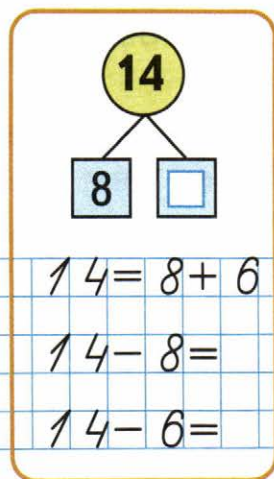 14
8
14 = 8 + 6
14 - 8 =
14 - 6 =